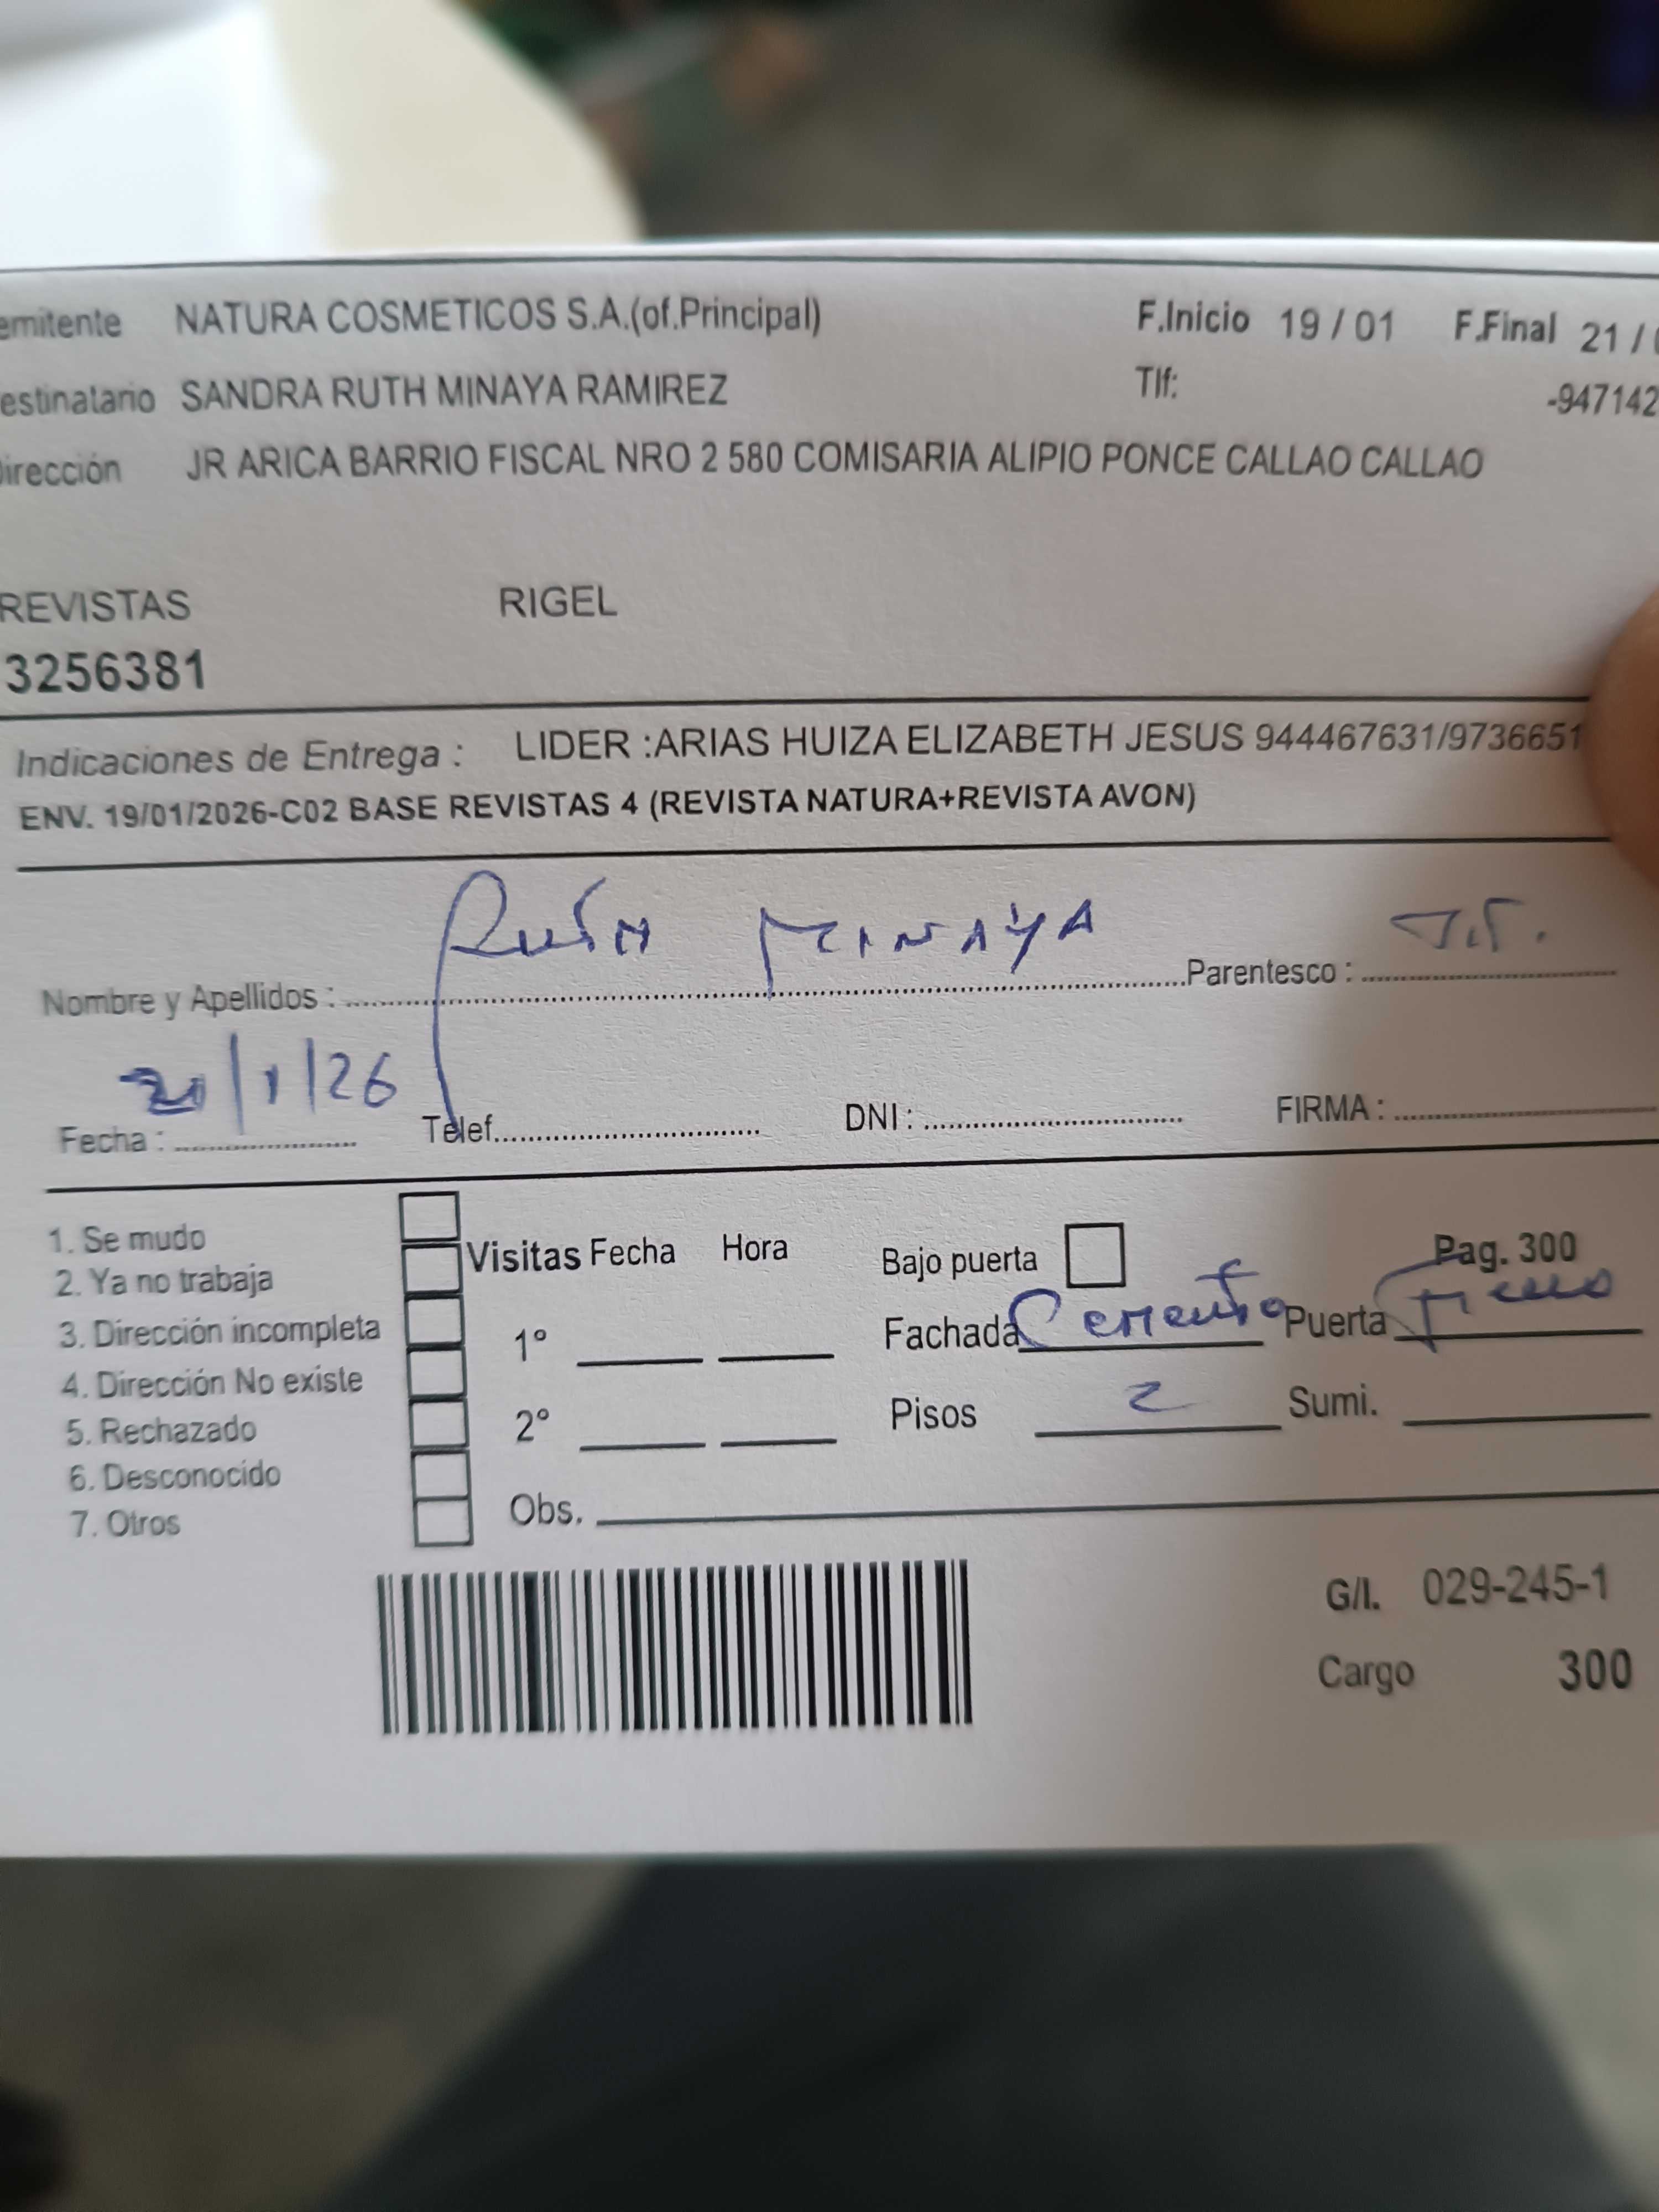 emitente NATURA COSMETICOS S.A.(of.Principal) F.Inicio 19 / 01 F.Final 21 /
estinatario SANDRA RUTH MINAYA RAMIREZ Tlf: -947142
irección JR ARICA BARRIO FISCAL NRO 2 580 COMISARIA ALIPIO PONCE CALLAO CALLAO
REVISTAS RIGEL
3256381
Indicaciones de Entrega : LIDER :ARIAS HUIZA ELIZABETH JESUS 944467631/9736651
ENV. 19/01/2026-C02 BASE REVISTAS 4 (REVISTA NATURA+REVISTA AVON)
Ruth MINAYA
Nombre y Apellidos : Parentesco :
21/1/26
Fecha : Telef. DNI : FIRMA :
1. Se mudo
2. Ya no trabaja Visitas Fecha Hora Bajo puerta Pag. 300
3. Dirección incompleta 1° Fachada Cemento Puerta
4. Dirección No existe
5. Rechazado 2° Pisos 2 Sumi.
6. Desconocido
7. Otros Obs.
G/I. 029-245-1
Cargo 300